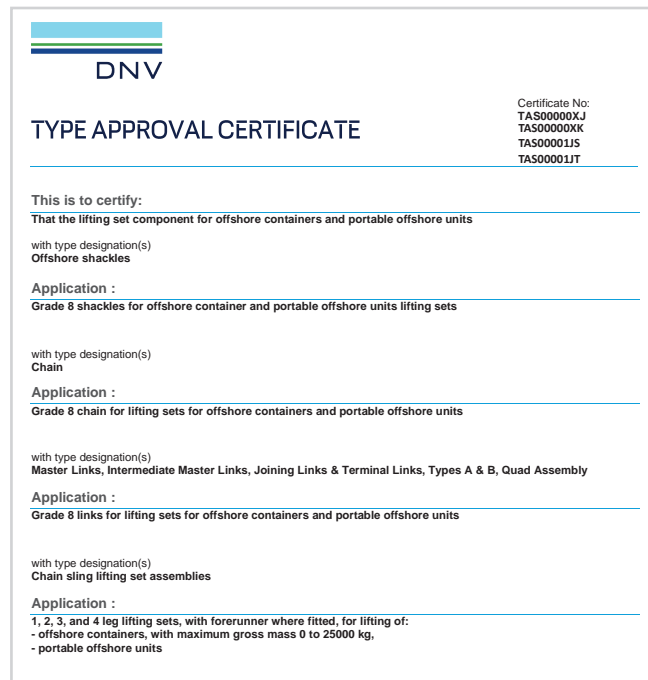 DNV
TYPE APPROVAL CERTIFICATE
Certificate No:
TAS00000XJ
TAS00000XK
TAS00001JS
TAS00001JT
This is to certify:
That the lifting set component for offshore containers and portable offshore units
with type designation(s)
Offshore shackles
Application :
Grade 8 shackles for offshore container and portable offshore units lifting sets
with type designation(s)
Chain
Application :
Grade 8 chain for lifting sets for offshore containers and portable offshore units
with type designation(s)
Master Links, Intermediate Master Links, Joining Links & Terminal Links, Types A & B, Quad Assembly
Application :
Grade 8 links for lifting sets for offshore containers and portable offshore units
with type designation(s)
Chain sling lifting set assemblies
Application :
1, 2, 3, and 4 leg lifting sets, with forerunner where fitted, for lifting of:
- offshore containers, with maximum gross mass 0 to 25000 kg,
- portable offshore units